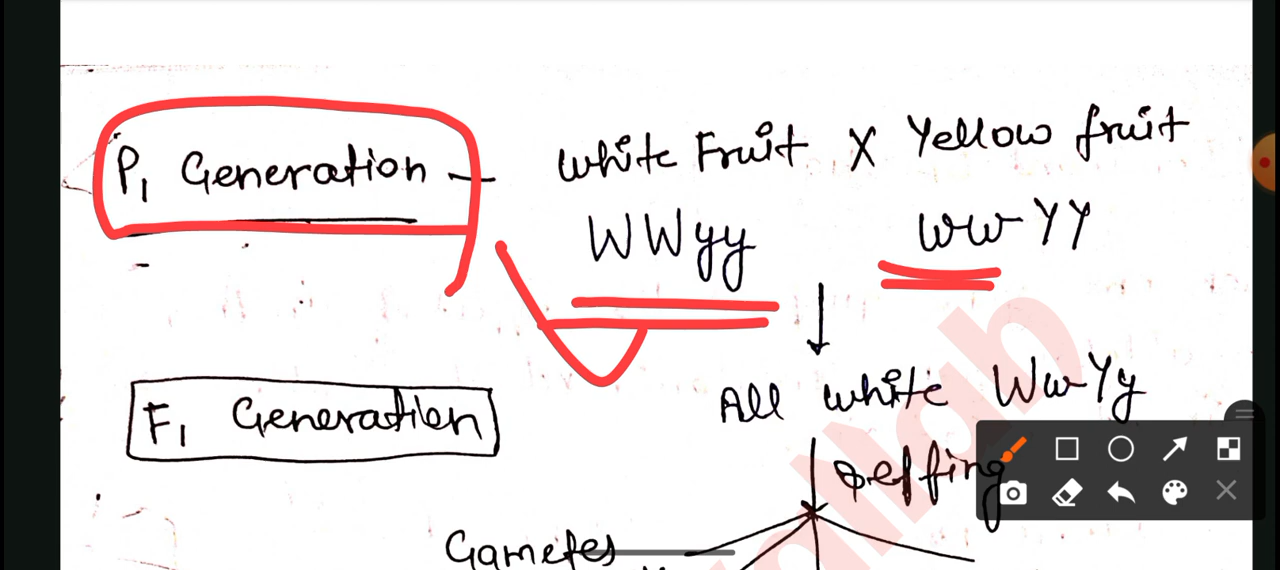 P1 Generation — White Fruit X Yellow fruit
WWyy wwYY
All white WwYy
F1 Generation
selfing
Gametes